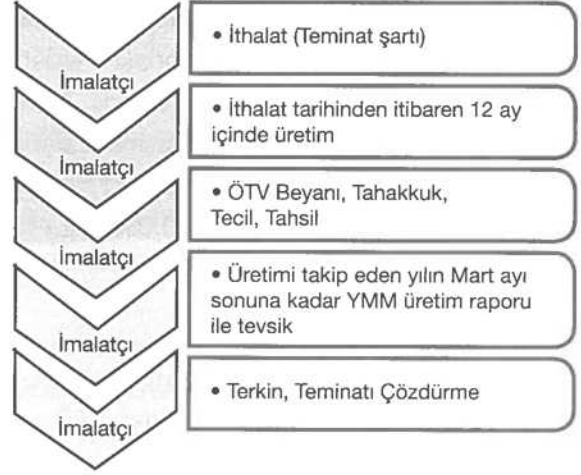 • İthalat (Teminat şartı)
İmalatçı
• İthalat tarihinden itibaren 12 ay
içinde üretim
İmalatçı
• ÖTV Beyanı, Tahakkuk,
Tecil, Tahsil
İmalatçı
• Üretimi takip eden yılın Mart ayı
sonuna kadar YMM üretim raporu
ile tevsik
İmalatçı
• Terkin, Teminatı Çözdürme
İmalatçı